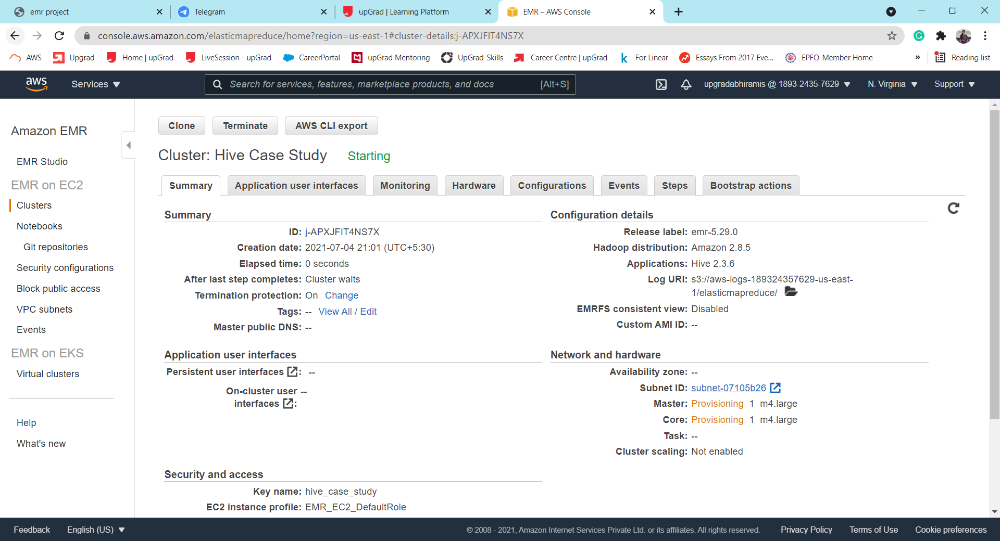 emr project
Telegram
upGrad | Learning Platform
EMR – AWS Console
console.aws.amazon.com/elasticmapreduce/home?region=us-east-1#cluster-details:j-APXJFIT4NS7X
AWS
Upgrad
Home | upGrad
LiveSession - upGrad
CareerPortal
upGrad Mentoring
UpGrad-Skills
Career Centre | upGrad
For Linear
Essays From 2017 Eve...
EPFO-Member Home
»
Reading list
aws
Services
Search for services, features, marketplace products, and docs
[Alt+S]
upgradabhiramis @ 1893-2435-7629
N. Virginia
Support
Amazon EMR
EMR Studio
EMR on EC2
Clusters
Notebooks
Git repositories
Security configurations
Block public access
VPC subnets
Events
EMR on EKS
Virtual clusters
Help
What's new
Clone
Terminate
AWS CLI export
Cluster: Hive Case Study Starting
Summary
Application user interfaces
Monitoring
Hardware
Configurations
Events
Steps
Bootstrap actions
Summary
ID: j-APXJFIT4NS7X
Creation date: 2021-07-04 21:01 (UTC+5:30)
Elapsed time: 0 seconds
After last step completes: Cluster waits
Termination protection: On Change
Tags: -- View All / Edit
Master public DNS: --
Configuration details
Release label: emr-5.29.0
Hadoop distribution: Amazon 2.8.5
Applications: Hive 2.3.6
Log URI: s3://aws-logs-189324357629-us-east-
1/elasticmapreduce/
EMRFS consistent view: Disabled
Custom AMI ID: --
Application user interfaces
Persistent user interfaces : --
On-cluster user --
interfaces :
Network and hardware
Availability zone: --
Subnet ID: subnet-07105b26
Master: Provisioning 1 m4.large
Core: Provisioning 1 m4.large
Task: --
Cluster scaling: Not enabled
Security and access
Key name: hive_case_study
EC2 instance profile: EMR_EC2_DefaultRole
Feedback
English (US)
© 2008 - 2021, Amazon Internet Services Private Ltd. or its affiliates. All rights reserved.
Privacy Policy
Terms of Use
Cookie preferences